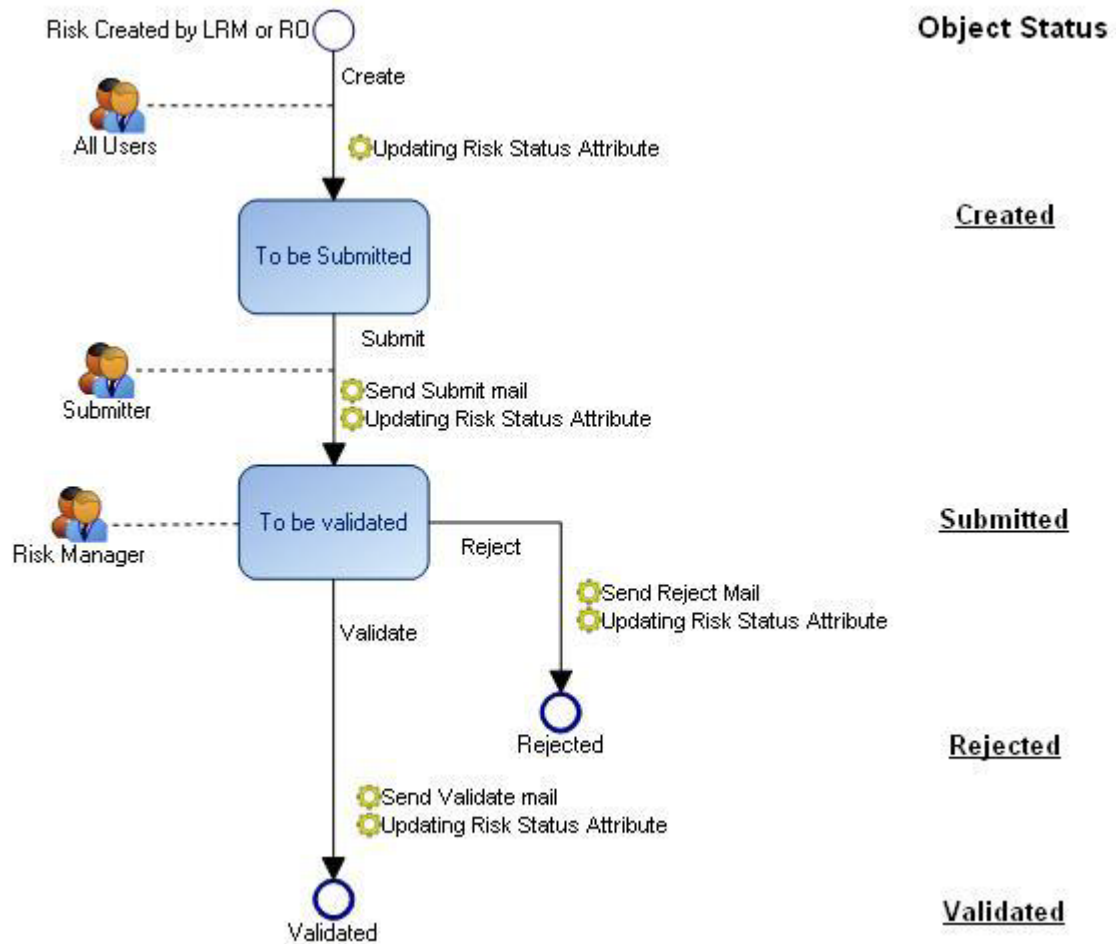 Risk Created by LRM or RO
Object Status
Create
All Users
Updating Risk Status Attribute
Created
To be Submitted
Submit
Submitter
Send Submit mail
Updating Risk Status Attribute
To be validated
Submitted
Risk Manager
Reject
Send Reject Mail
Updating Risk Status Attribute
Validate
Rejected
Rejected
Send Validate mail
Updating Risk Status Attribute
Validated
Validated